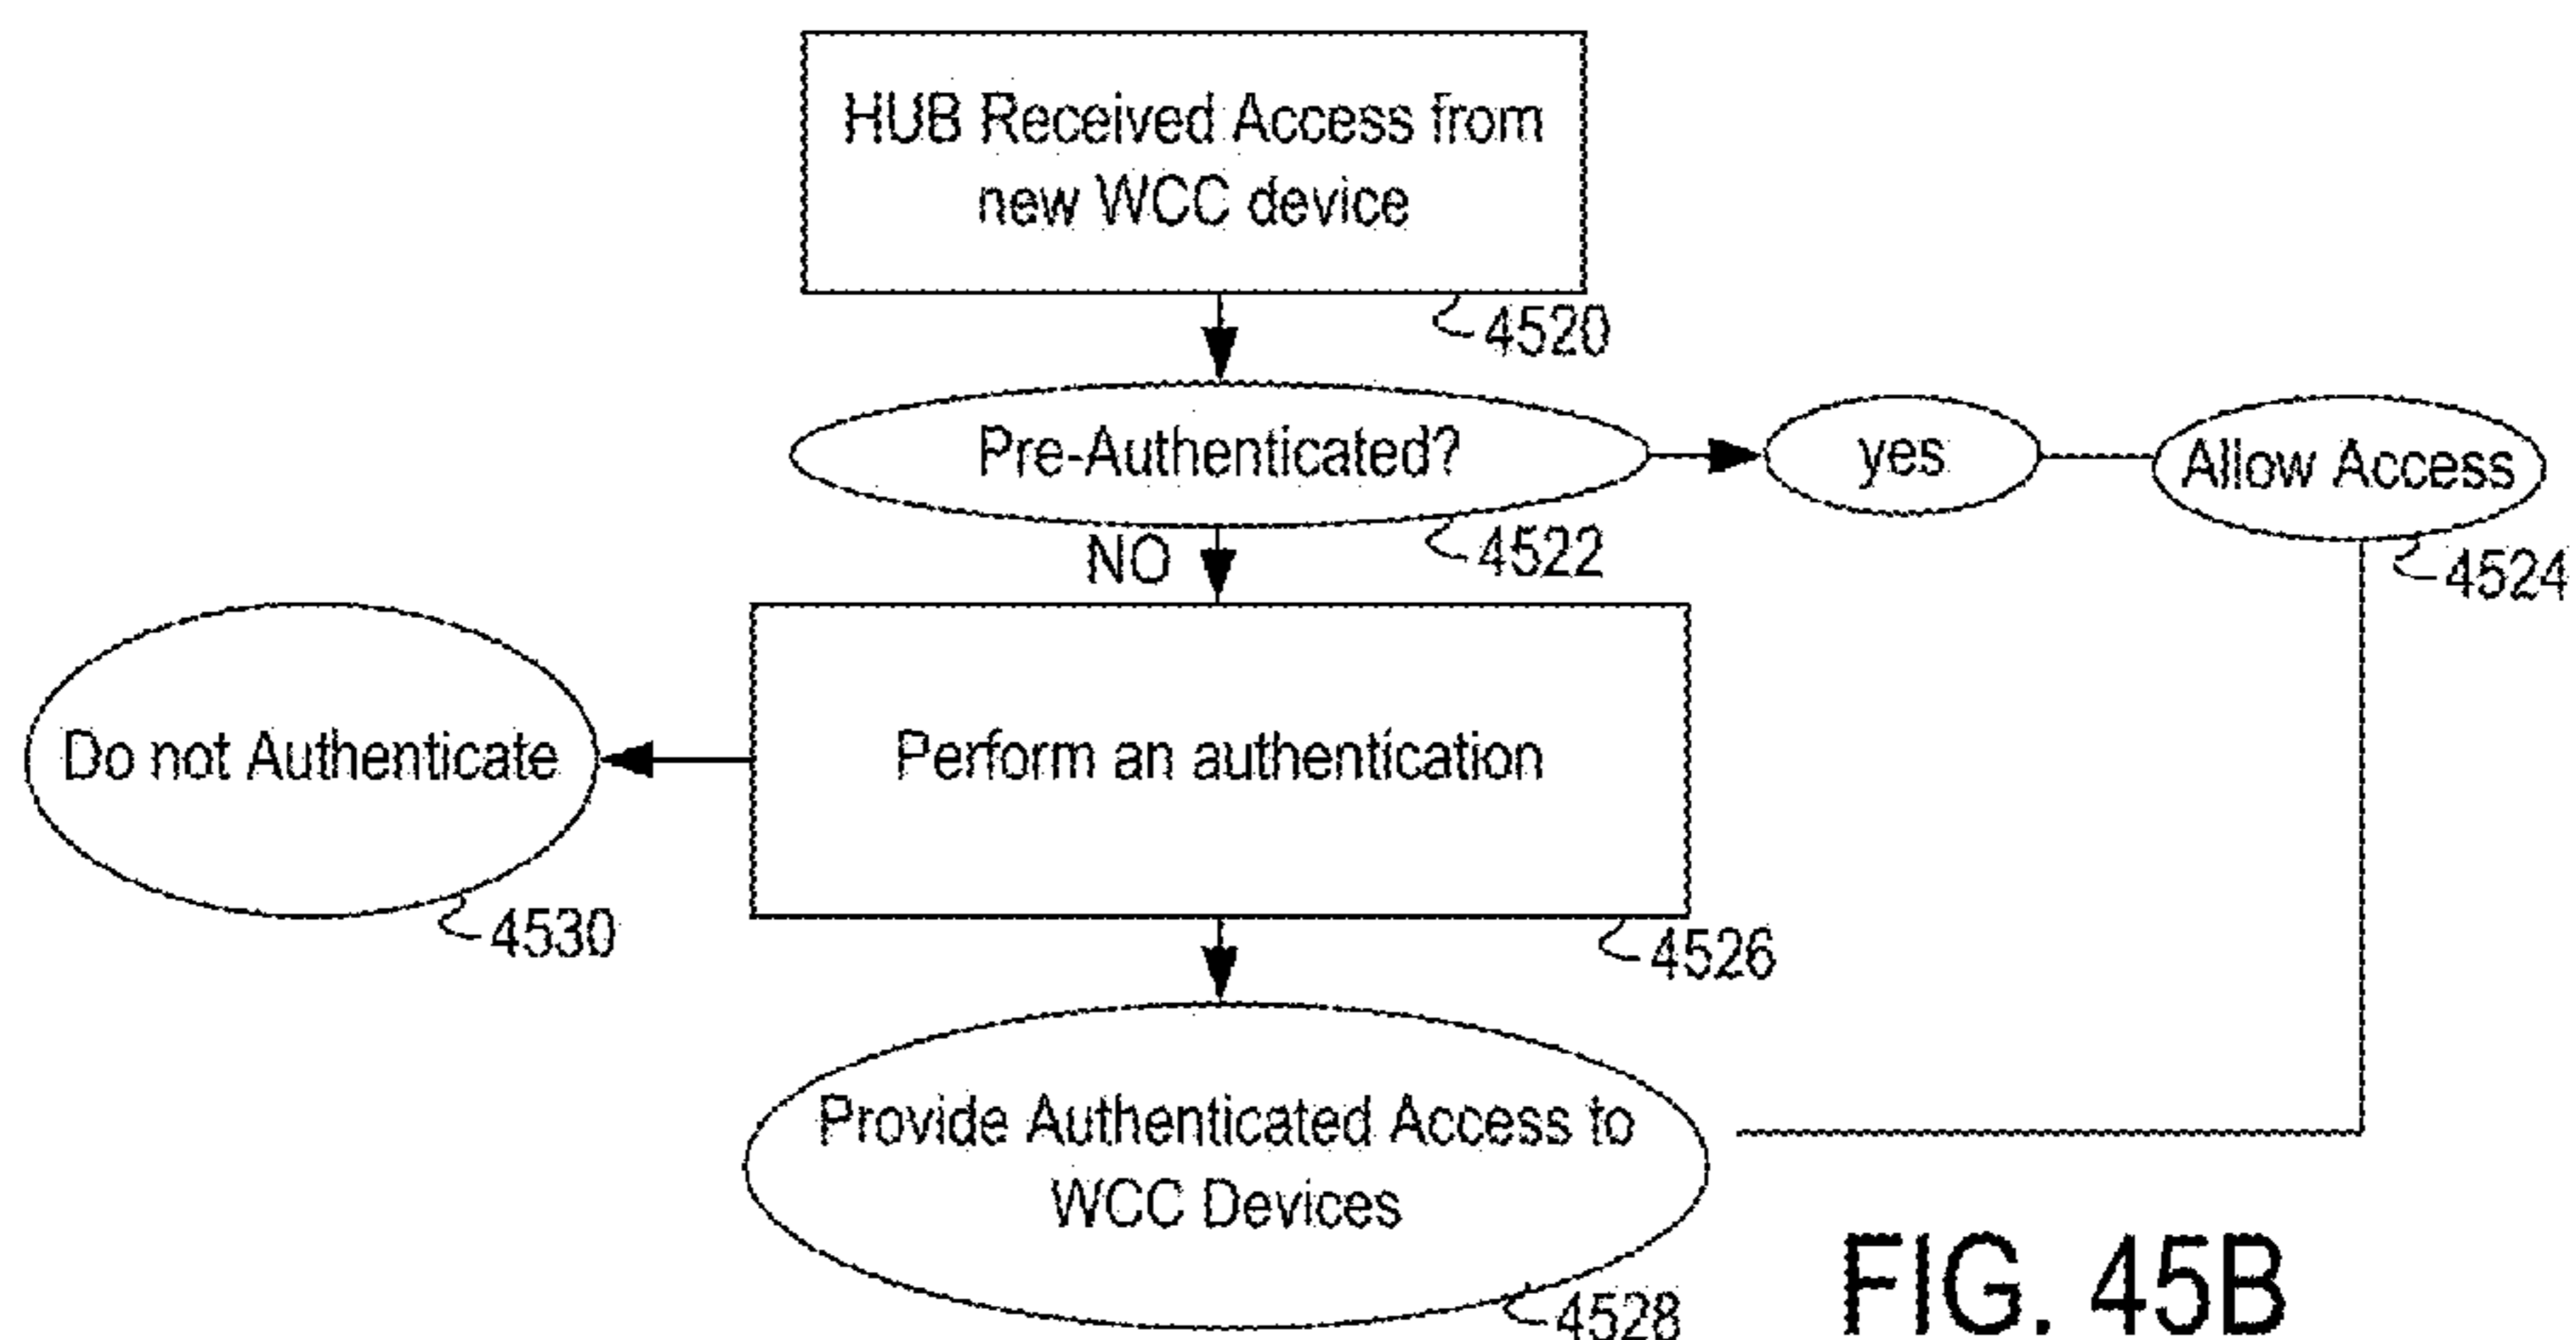 HUB Received Access from
new WCC device
4520
Pre-Authenticated?
yes
Allow Access
4522
4524
NO
Do not Authenticate
Perform an authentication
4530
4526
Provide Authenticated Access to
WCC Devices
4528
FIG. 45B